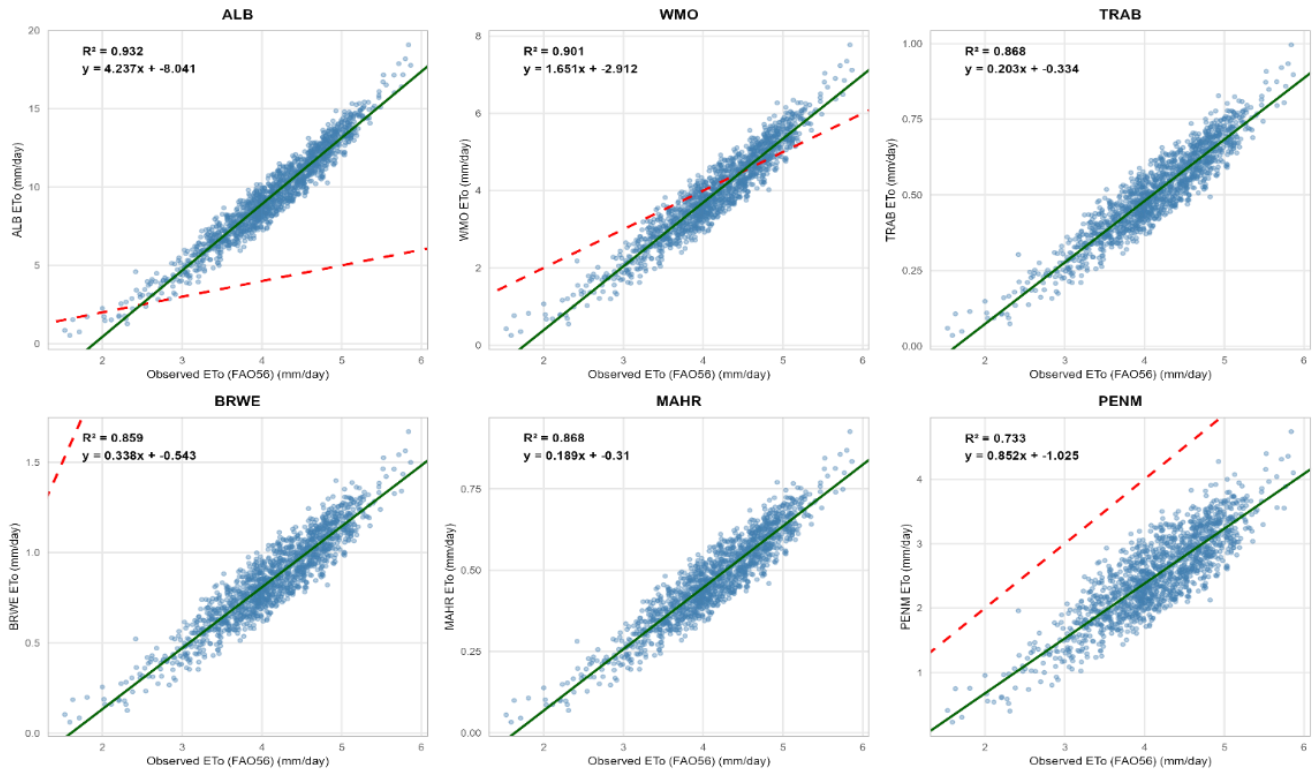 ALB
R² = 0.932
y = 4.237x + -8.041
ALB ETo (mm/day)
20
15
10
5
0
2 3 4 5 6
Observed ETo (FAO56) (mm/day)
WMO
R² = 0.901
y = 1.651x + -2.912
WMO ETo (mm/day)
8
6
4
2
0
2 3 4 5 6
Observed ETo (FAO56) (mm/day)
TRAB
R² = 0.868
y = 0.203x + -0.334
TRAB ETo (mm/day)
1.00
0.75
0.50
0.25
0.00
2 3 4 5 6
Observed ETo (FAO56) (mm/day)
BRWE
R² = 0.859
y = 0.338x + -0.543
BRWE ETo (mm/day)
1.5
1.0
0.5
0.0
2 3 4 5 6
Observed ETo (FAO56) (mm/day)
MAHR
R² = 0.868
y = 0.189x + -0.31
MAHR ETo (mm/day)
0.75
0.50
0.25
0.00
2 3 4 5 6
Observed ETo (FAO56) (mm/day)
PENM
R² = 0.733
y = 0.852x + -1.025
PENM ETo (mm/day)
4
3
2
1
2 3 4 5 6
Observed ETo (FAO56) (mm/day)